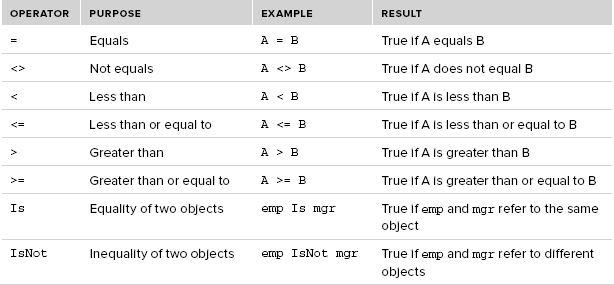 OPERATOR PURPOSE EXAMPLE RESULT
= Equals A = B True if A equals B
<> Not equals A <> B True if A does not equal B
< Less than A < B True if A is less than B
<= Less than or equal to A <= B True if A is less than or equal to B
> Greater than A > B True if A is greater than B
>= Greater than or equal to A >= B True if A is greater than or equal to B
Is Equality of two objects emp Is mgr True if emp and mgr refer to the same
object
IsNot Inequality of two objects emp IsNot mgr True if emp and mgr refer to different
objects